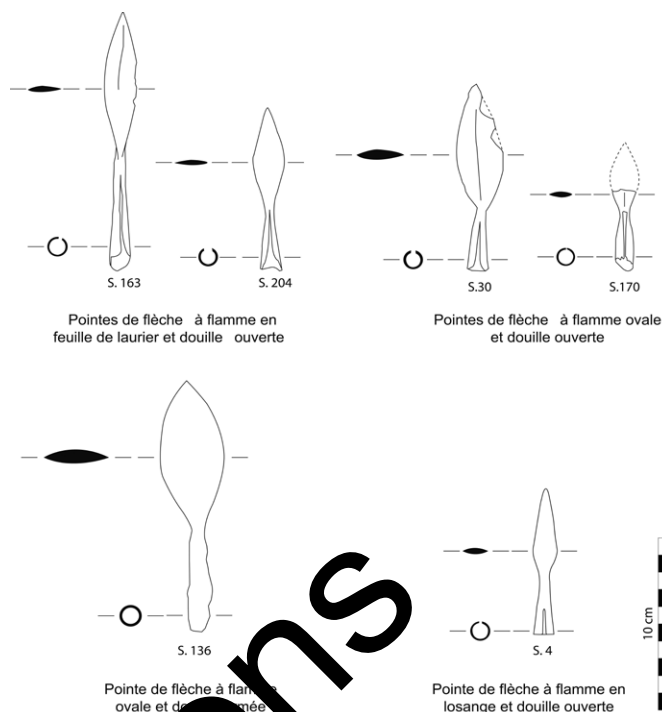 S. 163
S. 204
S.30
S.170
Pointes de flèche à flamme en
feuille de laurier et douille ouverte
Pointes de flèche à flamme ovale
et douille ouverte
S. 136
S. 4
10 cm
Pointe de flèche à
ovale et
Pointe de flèche à flamme en
losange et douille ouverte
ns